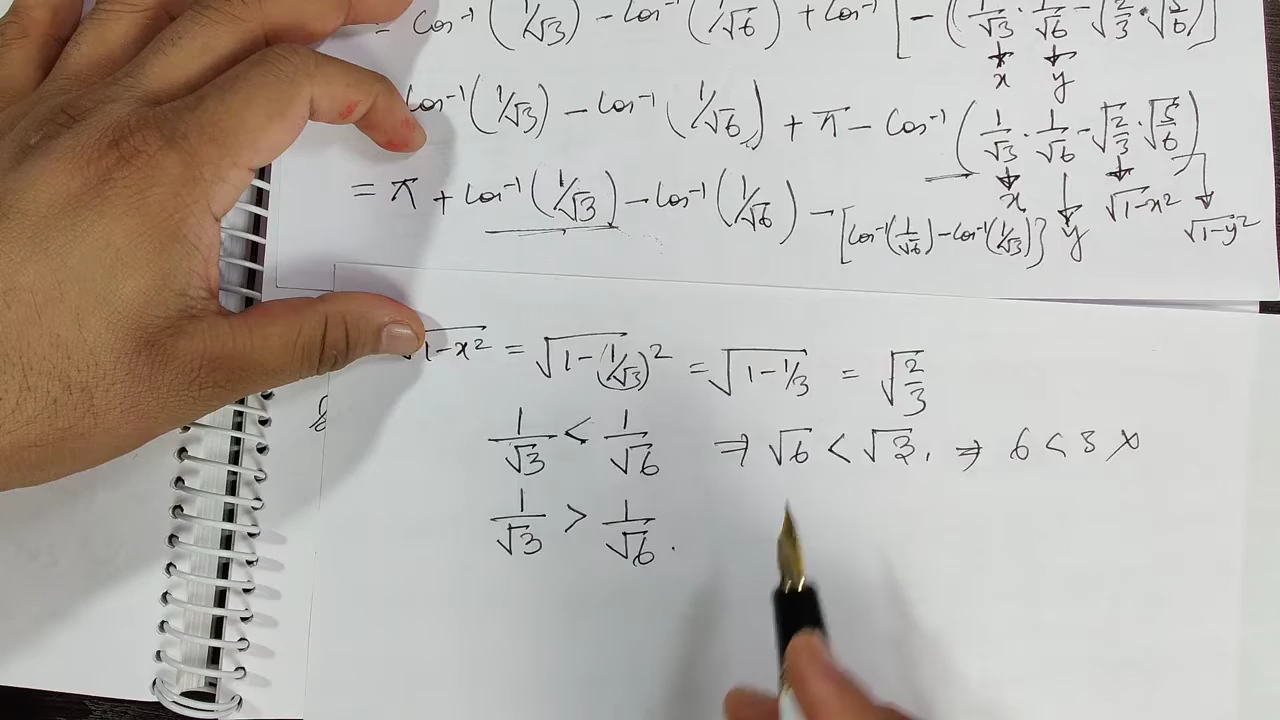 = Cos⁻¹ (1/√3) − Cos⁻¹ (1/√6) + Cos⁻¹ [ − (1/√3 · 1/√6 − √2/3 · √5/6) ]
x y
Cos⁻¹ (1/√3) − Cos⁻¹ (1/√6) + π − Cos⁻¹ (1/√3 · 1/√6 − √2/3 · √5/6)
x y √1−x² √1−y²
= π + Cos⁻¹ (1/√3) − Cos⁻¹ (1/√6) − [Cos⁻¹(1/√6) − Cos⁻¹(1/√3)]
√1−x² = √1−(1/√3)² = √1−1/3 = √2/3
1/√3 < 1/√6 ⇒ √6 < √3. ⇒ 6 < 3 ×
1/√3 > 1/√6.